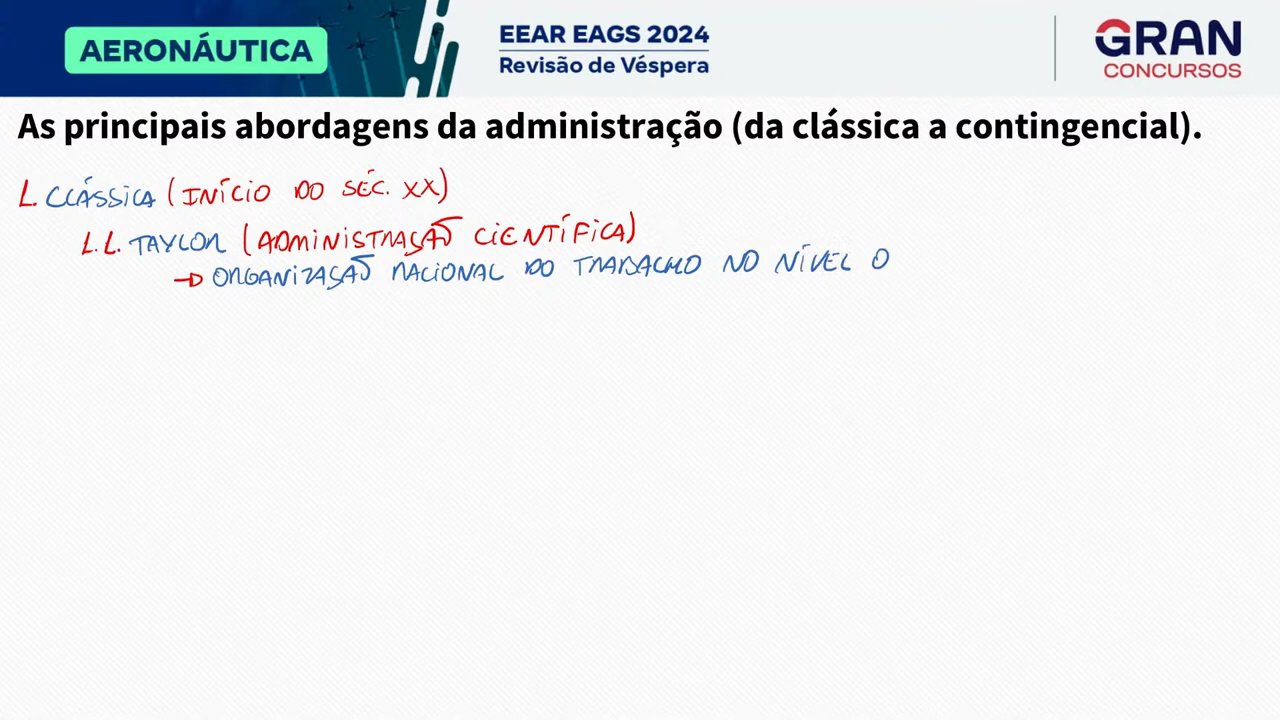 AERONÁUTICA
EEAR EAGS 2024
Revisão de Véspera
GRAN
CONCURSOS
As principais abordagens da administração (da clássica a contingencial).
1. CLÁSSICA (INÍCIO DO SÉC. XX)
1.1. TAYLOR (ADMINISTRAÇÃO CIENTÍFICA)
→ ORGANIZAÇÃO RACIONAL DO TRABALHO NO NÍVEL O